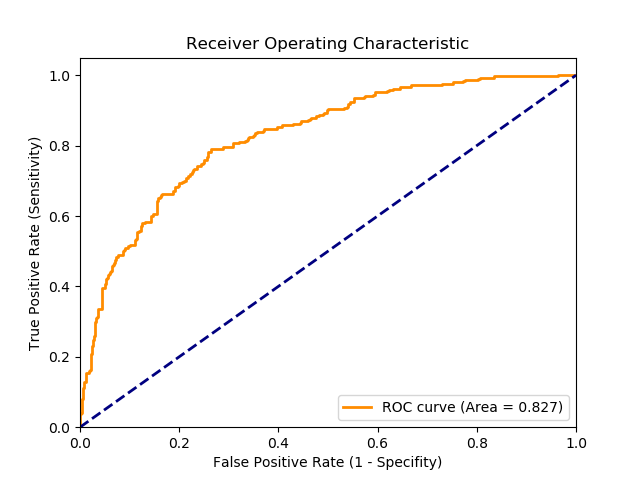 Receiver Operating Characteristic
True Positive Rate (Sensitivity)
1.0
0.8
0.6
0.4
0.2
0.0
ROC curve (Area = 0.827)
0.0 0.2 0.4 0.6 0.8 1.0
False Positive Rate (1 - Specifity)